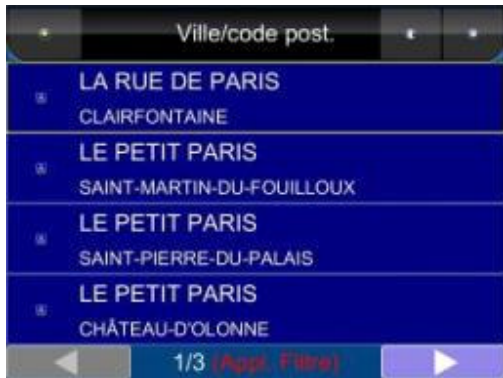 Ville/code post.
LA RUE DE PARIS
CLAIRFONTAINE
LE PETIT PARIS
SAINT-MARTIN-DU-FOUILLOUX
LE PETIT PARIS
SAINT-PIERRE-DU-PALAIS
LE PETIT PARIS
CHÂTEAU-D'OLONNE
1/3 (Appl. Filtre)